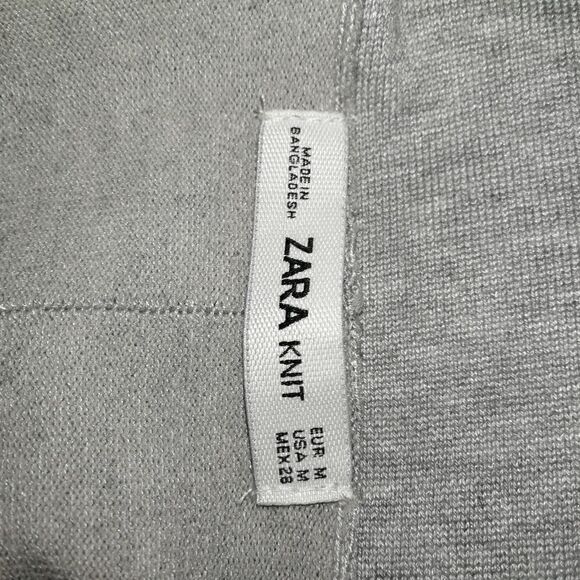 MADE IN
BANGLADESH
ZARA KNIT
EUR M
USA M
MEX 28